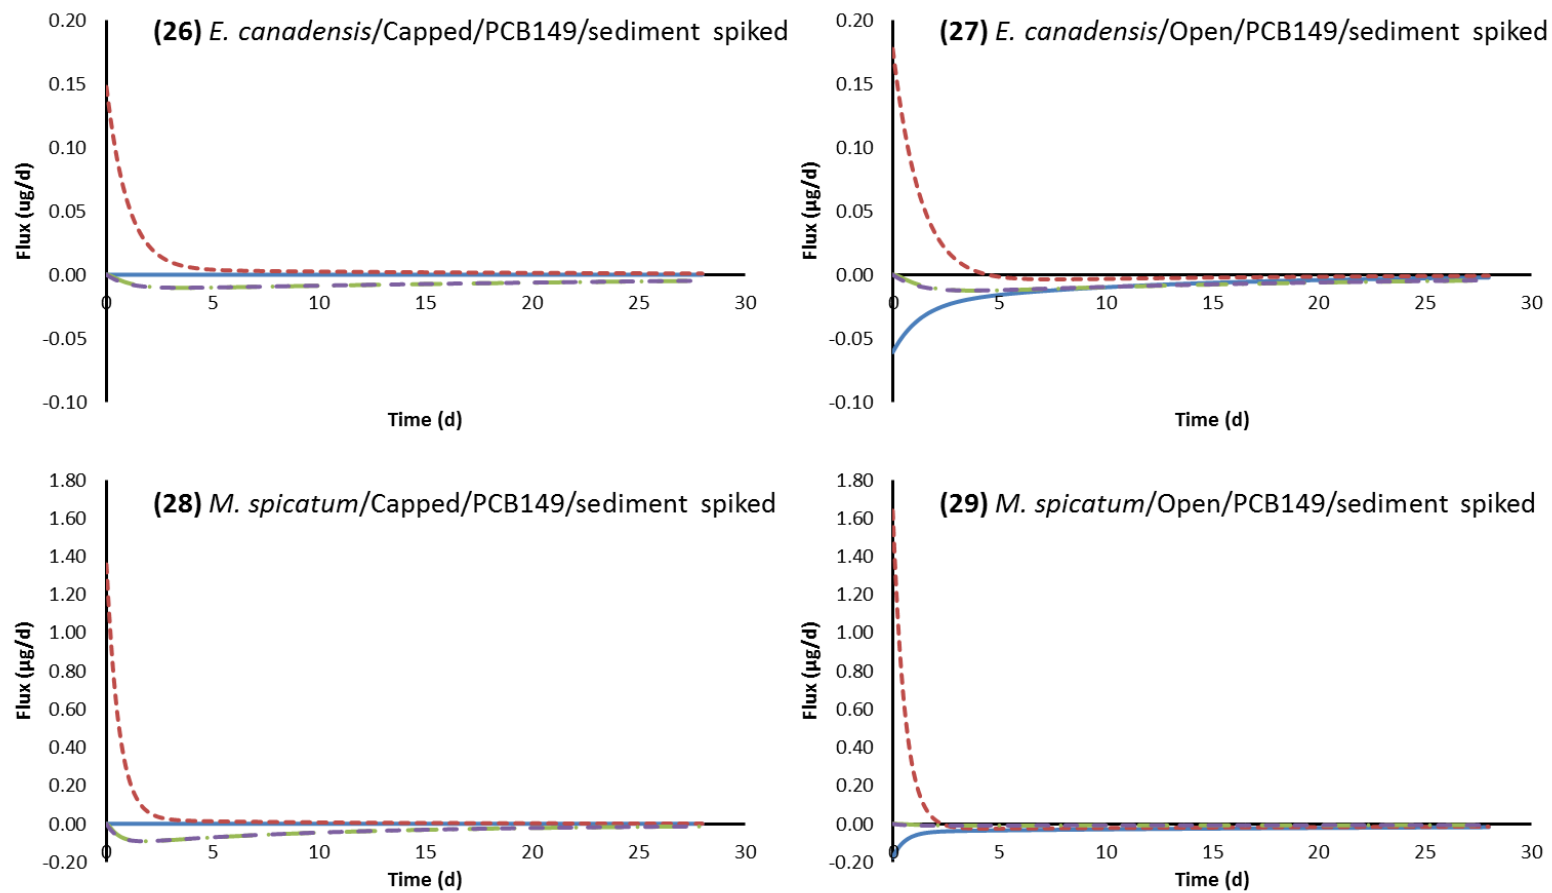 (26) E. canadensis/Capped/PCB149/sediment spiked
0.20
0.15
0.10
0.05
0.00
-0.05
-0.10
Flux (ug/d)
0 5 10 15 20 25 30
Time (d)
(27) E. canadensis/Open/PCB149/sediment spiked
0.20
0.15
0.10
0.05
0.00
-0.05
-0.10
Flux (µg/d)
0 5 10 15 20 25 30
Time (d)
(28) M. spicatum/Capped/PCB149/sediment spiked
1.80
1.60
1.40
1.20
1.00
0.80
0.60
0.40
0.20
0.00
-0.20
Flux (µg/d)
0 5 10 15 20 25 30
Time (d)
(29) M. spicatum/Open/PCB149/sediment spiked
1.80
1.60
1.40
1.20
1.00
0.80
0.60
0.40
0.20
0.00
-0.20
Flux (µg/d)
0 5 10 15 20 25 30
Time (d)